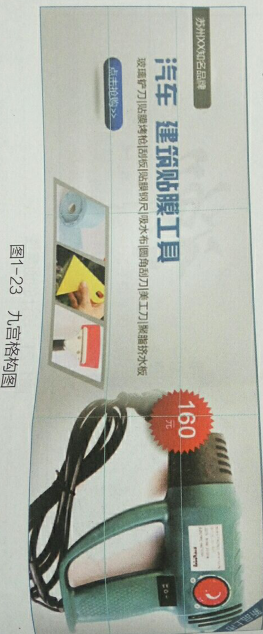 苏州XX知名品牌
汽车 建筑贴膜工具
玻璃铲刀|贴膜烤枪|刮板|贴膜钢尺|吸水布|圆角刮刀|美工刀|聚脂挤水板
点击抢购>>
160
元
图1-23 九宫格构图